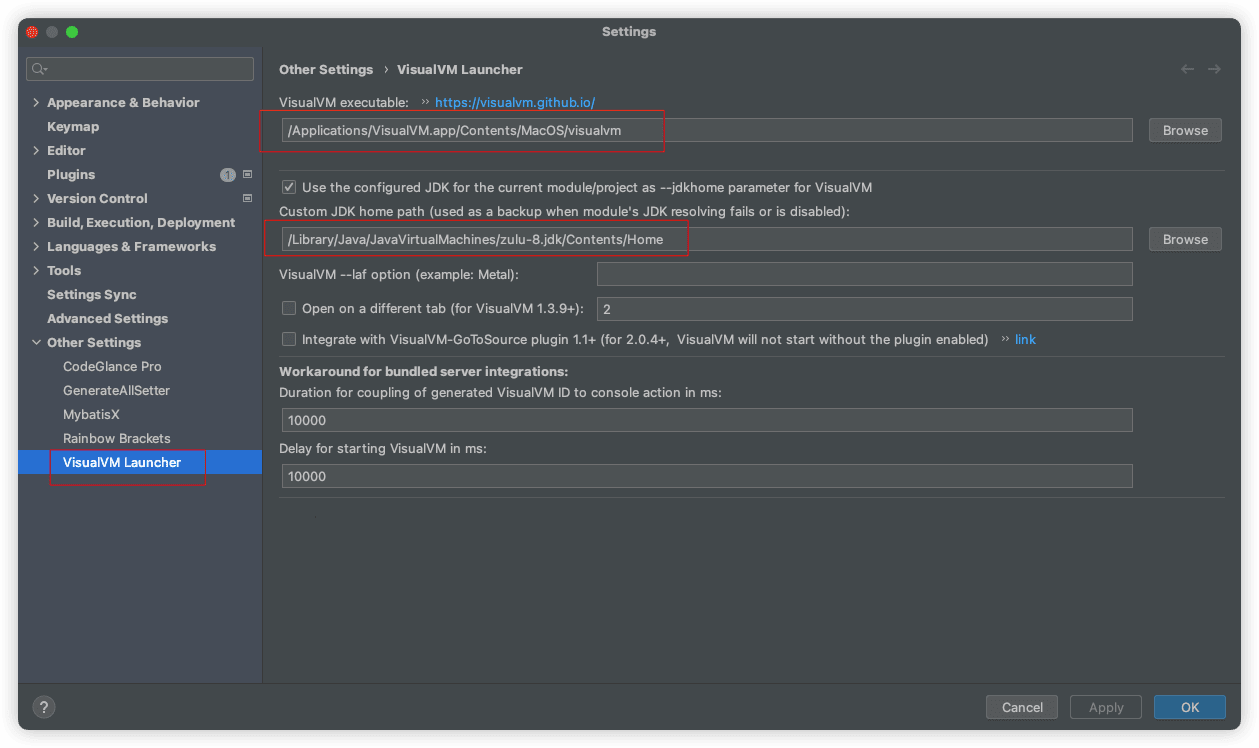 Settings
Appearance & Behavior
Keymap
Editor
Plugins 1
Version Control
Build, Execution, Deployment
Languages & Frameworks
Tools
Settings Sync
Advanced Settings
Other Settings
CodeGlance Pro
GenerateAllSetter
MybatisX
Rainbow Brackets
VisualVM Launcher
Other Settings › VisualVM Launcher
VisualVM executable: ›› https://visualvm.github.io/
/Applications/VisualVM.app/Contents/MacOS/visualvm
Browse
Use the configured JDK for the current module/project as --jdkhome parameter for VisualVM
Custom JDK home path (used as a backup when module's JDK resolving fails or is disabled):
/Library/Java/JavaVirtualMachines/zulu-8.jdk/Contents/Home
Browse
VisualVM --laf option (example: Metal):
Open on a different tab (for VisualVM 1.3.9+): 2
Integrate with VisualVM-GoToSource plugin 1.1+ (for 2.0.4+, VisualVM will not start without the plugin enabled) ›› link
Workaround for bundled server integrations:
Duration for coupling of generated VisualVM ID to console action in ms:
10000
Delay for starting VisualVM in ms:
10000
?
Cancel
Apply
OK